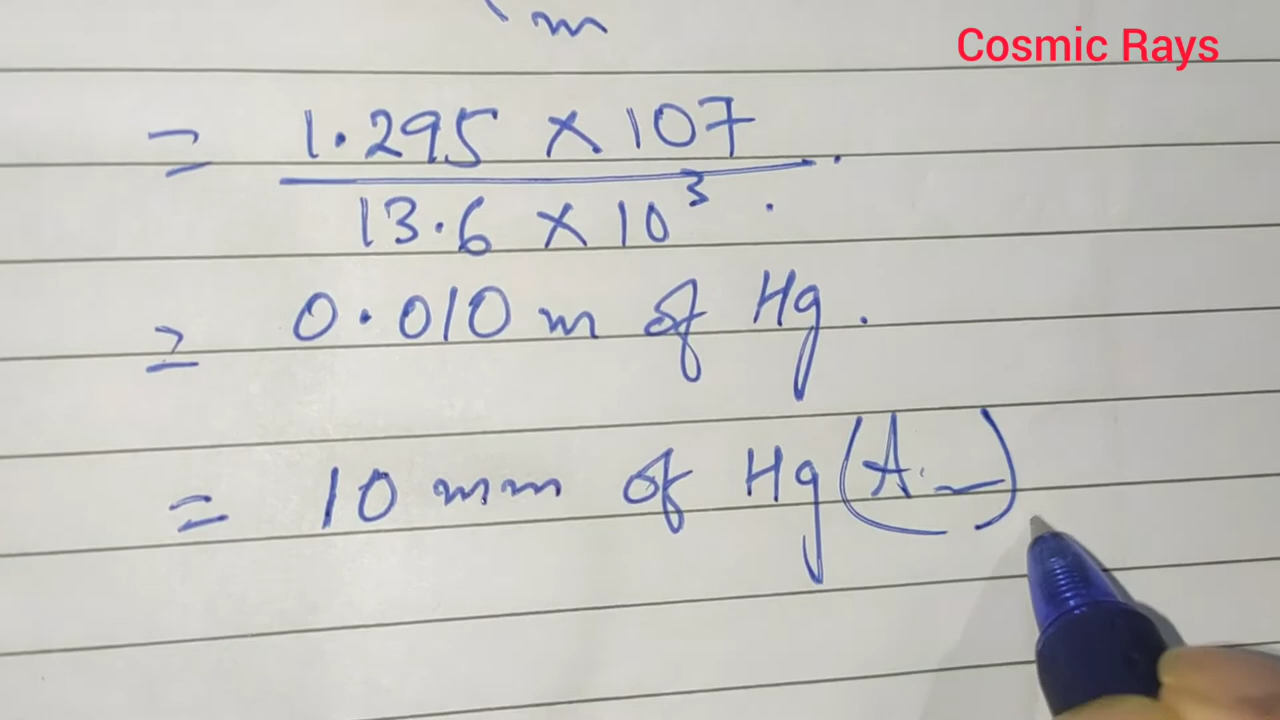 m
Cosmic Rays
= 1.295 × 107
13.6 × 10³ .
= 0.010 m of Hg.
= 10 mm of Hg (A.